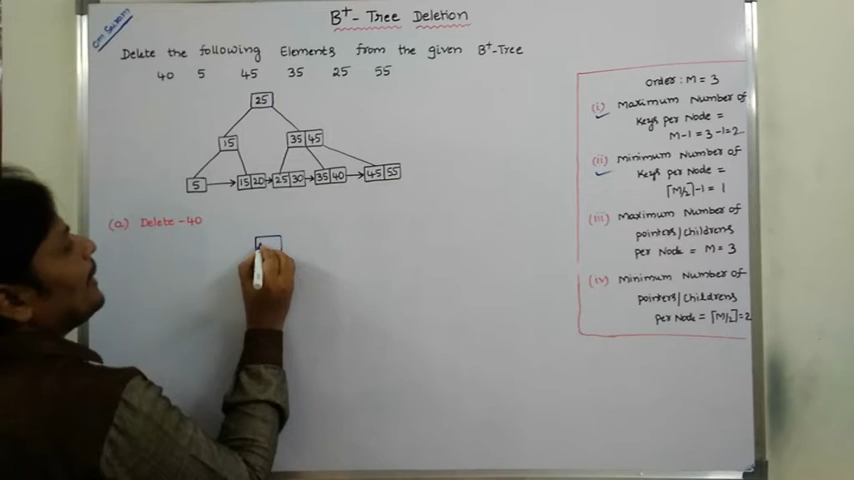 Om Sairam
B+- Tree Deletion
Delete the following Elements from the given B+-Tree
40 5 45 35 25 55
25
15
35 45
5
15 20
25 30
35 40
45 55
(a) Delete - 40
order: M = 3
(i) Maximum Number of
Keys per Node =
M-1 = 3-1=2
(ii) Minimum Number of
Keys per Node =
⌈M/2⌉-1 = 1
(iii) Maximum Number of
pointers/childrens
per Node = M = 3
(iv) Minimum Number of
pointers/childrens
per Node = ⌈M/2⌉=2